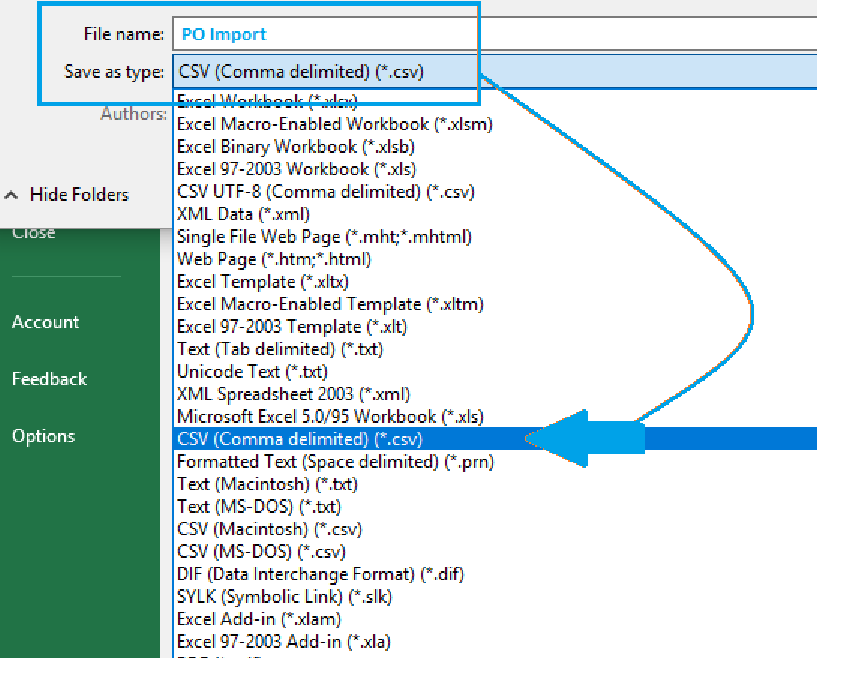 File name: PO Import
Save as type: CSV (Comma delimited) (*.csv)
Authors:
Excel Workbook (*.xlsx)
Excel Macro-Enabled Workbook (*.xlsm)
Excel Binary Workbook (*.xlsb)
Excel 97-2003 Workbook (*.xls)
CSV UTF-8 (Comma delimited) (*.csv)
Hide Folders
XML Data (*.xml)
Single File Web Page (*.mht;*.mhtml)
Close
Web Page (*.htm;*.html)
Excel Template (*.xltx)
Excel Macro-Enabled Template (*.xltm)
Excel 97-2003 Template (*.xlt)
Account
Text (Tab delimited) (*.txt)
Unicode Text (*.txt)
Feedback
XML Spreadsheet 2003 (*.xml)
Microsoft Excel 5.0/95 Workbook (*.xls)
CSV (Comma delimited) (*.csv)
Options
Formatted Text (Space delimited) (*.prn)
Text (Macintosh) (*.txt)
Text (MS-DOS) (*.txt)
CSV (Macintosh) (*.csv)
CSV (MS-DOS) (*.csv)
DIF (Data Interchange Format) (*.dif)
SYLK (Symbolic Link) (*.slk)
Excel Add-in (*.xlam)
Excel 97-2003 Add-in (*.xla)